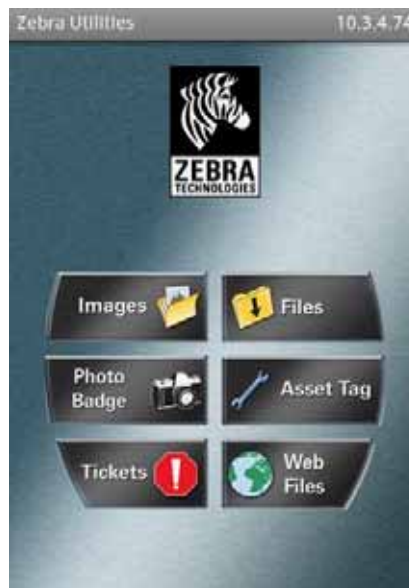 Zebra Utilities 10.3.4.74
ZEBRA
TECHNOLOGIES
Images
Files
Photo
Badge
Asset Tag
Tickets
Web
Files